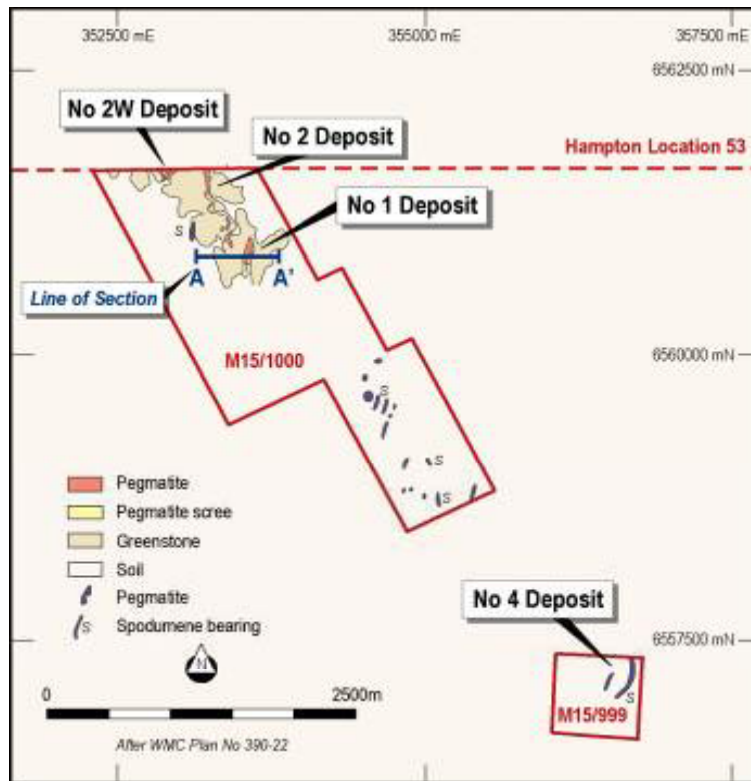 352500 mE
355000 mE
357500 mE
6562500 mN
No 2W Deposit
No 2 Deposit
Hampton Location 53
No 1 Deposit
S
A
A'
Line of Section
6560000 mN
M15/1000
S
S
S
Pegmatite
Pegmatite scree
Greenstone
Soil
Pegmatite
S
Spodumene bearing
No 4 Deposit
6557500 mN
N
0
2500m
S
M15/999
After WMC Plan No 390-22